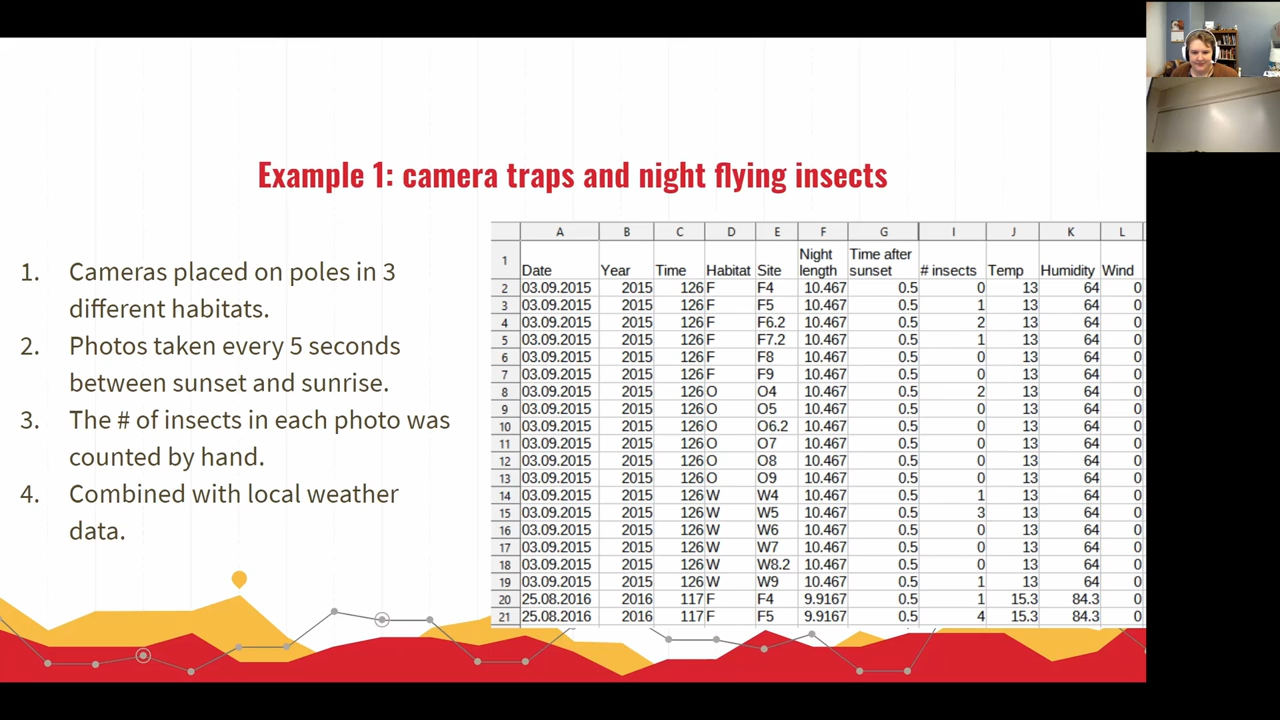 Example 1: camera traps and night flying insects
1. Cameras placed on poles in 3
different habitats.
2. Photos taken every 5 seconds
between sunset and sunrise.
3. The # of insects in each photo was
counted by hand.
4. Combined with local weather
data.
A B C D E F G I J K L
Night Time after
1 Date Year Time Habitat Site length sunset # insects Temp Humidity Wind
2 03.09.2015 2015 126 F F4 10.467 0.5 0 13 64 0
3 03.09.2015 2015 126 F F5 10.467 0.5 1 13 64 0
4 03.09.2015 2015 126 F F6.2 10.467 0.5 2 13 64 0
5 03.09.2015 2015 126 F F7.2 10.467 0.5 1 13 64 0
6 03.09.2015 2015 126 F F8 10.467 0.5 0 13 64 0
7 03.09.2015 2015 126 F F9 10.467 0.5 0 13 64 0
8 03.09.2015 2015 126 O O4 10.467 0.5 2 13 64 0
9 03.09.2015 2015 126 O O5 10.467 0.5 0 13 64 0
10 03.09.2015 2015 126 O O6.2 10.467 0.5 0 13 64 0
11 03.09.2015 2015 126 O O7 10.467 0.5 0 13 64 0
12 03.09.2015 2015 126 O O8 10.467 0.5 0 13 64 0
13 03.09.2015 2015 126 O O9 10.467 0.5 0 13 64 0
14 03.09.2015 2015 126 W W4 10.467 0.5 1 13 64 0
15 03.09.2015 2015 126 W W5 10.467 0.5 3 13 64 0
16 03.09.2015 2015 126 W W6 10.467 0.5 0 13 64 0
17 03.09.2015 2015 126 W W7 10.467 0.5 0 13 64 0
18 03.09.2015 2015 126 W W8.2 10.467 0.5 0 13 64 0
19 03.09.2015 2015 126 W W9 10.467 0.5 1 13 64 0
20 25.08.2016 2016 117 F F4 9.9167 0.5 1 15.3 84.3 0
21 25.08.2016 2016 117 F F5 9.9167 0.5 4 15.3 84.3 0